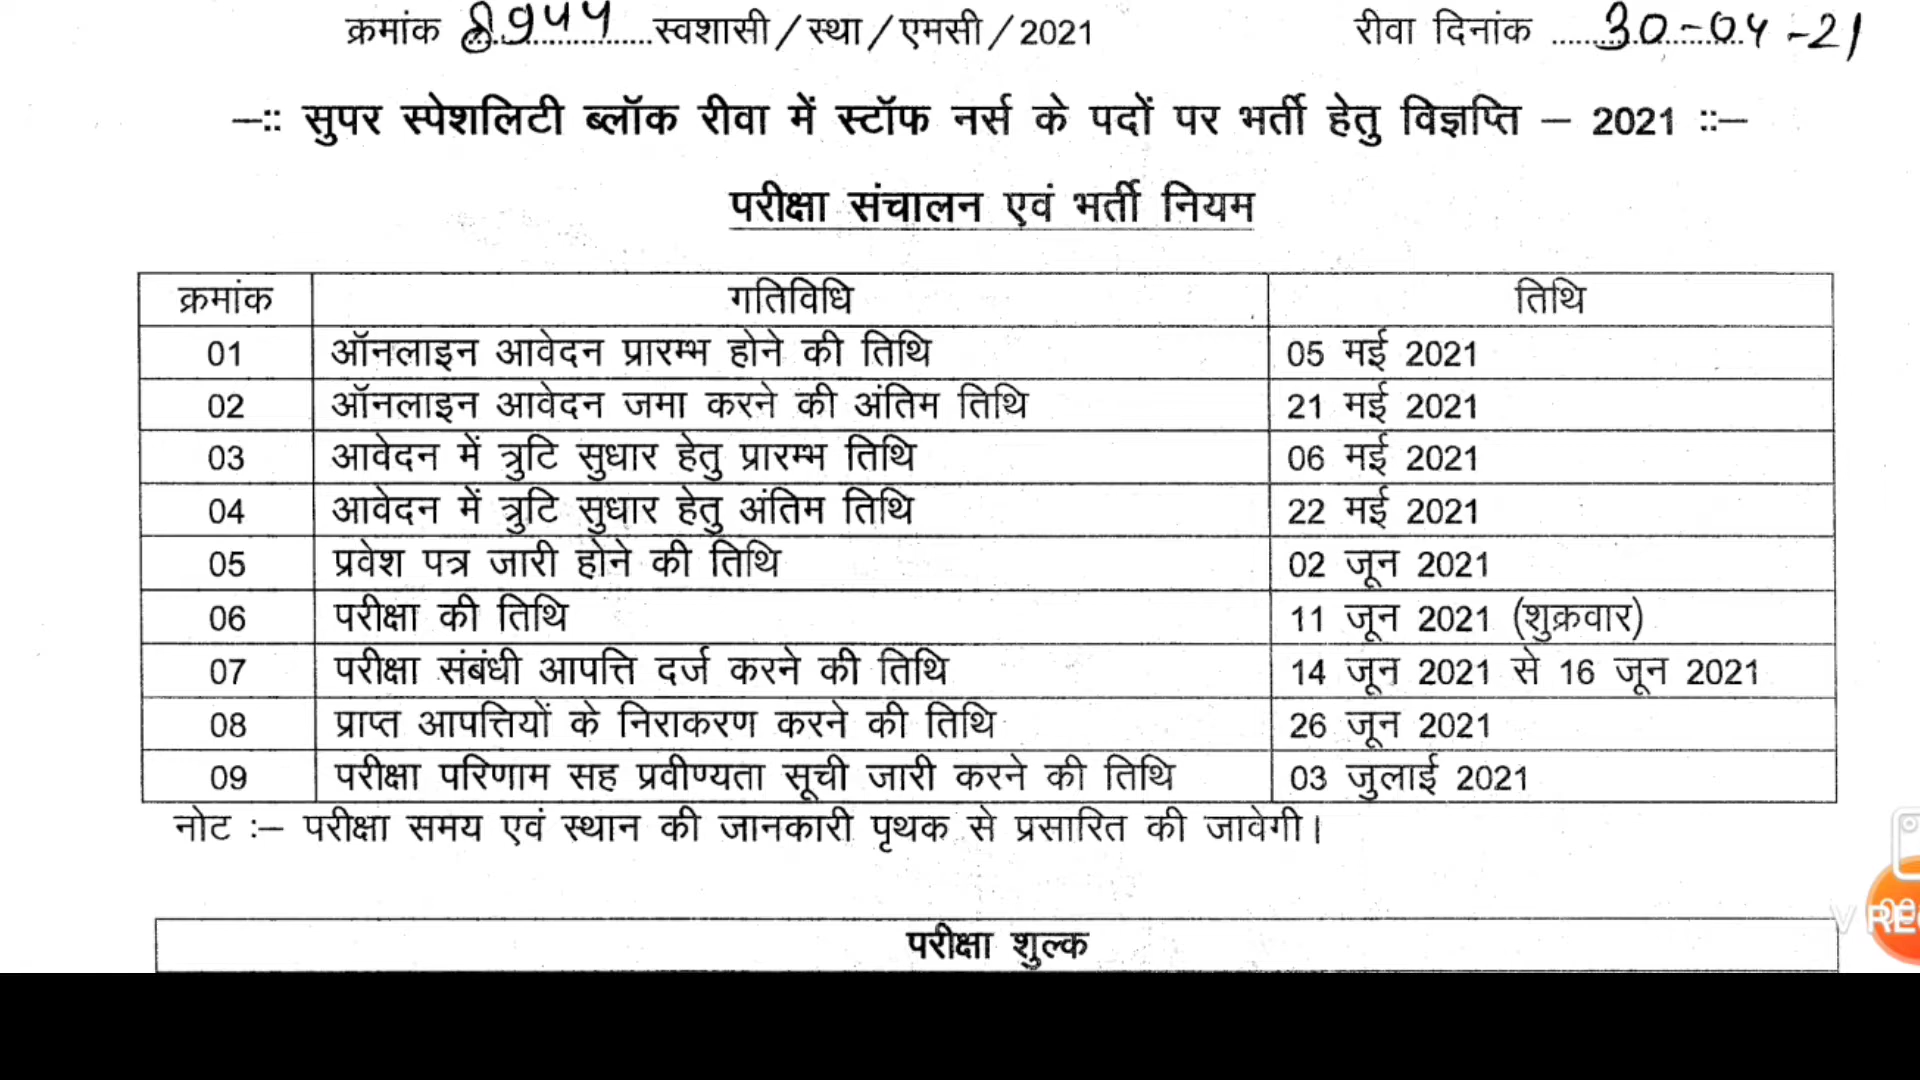 क्रमांक 8944 स्वशासी/स्था/एमसी/2021 रीवा दिनांक 30-04-21
–:: सुपर स्पेशलिटी ब्लॉक रीवा में स्टॉफ नर्स के पदों पर भर्ती हेतु विज्ञप्ति – 2021 ::–
परीक्षा संचालन एवं भर्ती नियम
क्रमांक गतिविधि तिथि
01 ऑनलाइन आवेदन प्रारम्भ होने की तिथि 05 मई 2021
02 ऑनलाइन आवेदन जमा करने की अंतिम तिथि 21 मई 2021
03 आवेदन में त्रुटि सुधार हेतु प्रारम्भ तिथि 06 मई 2021
04 आवेदन में त्रुटि सुधार हेतु अंतिम तिथि 22 मई 2021
05 प्रवेश पत्र जारी होने की तिथि 02 जून 2021
06 परीक्षा की तिथि 11 जून 2021 (शुक्रवार)
07 परीक्षा संबंधी आपत्ति दर्ज करने की तिथि 14 जून 2021 से 16 जून 2021
08 प्राप्त आपत्तियों के निराकरण करने की तिथि 26 जून 2021
09 परीक्षा परिणाम सह प्रवीण्यता सूची जारी करने की तिथि 03 जुलाई 2021
नोट :– परीक्षा समय एवं स्थान की जानकारी पृथक से प्रसारित की जावेगी।
परीक्षा शुल्क